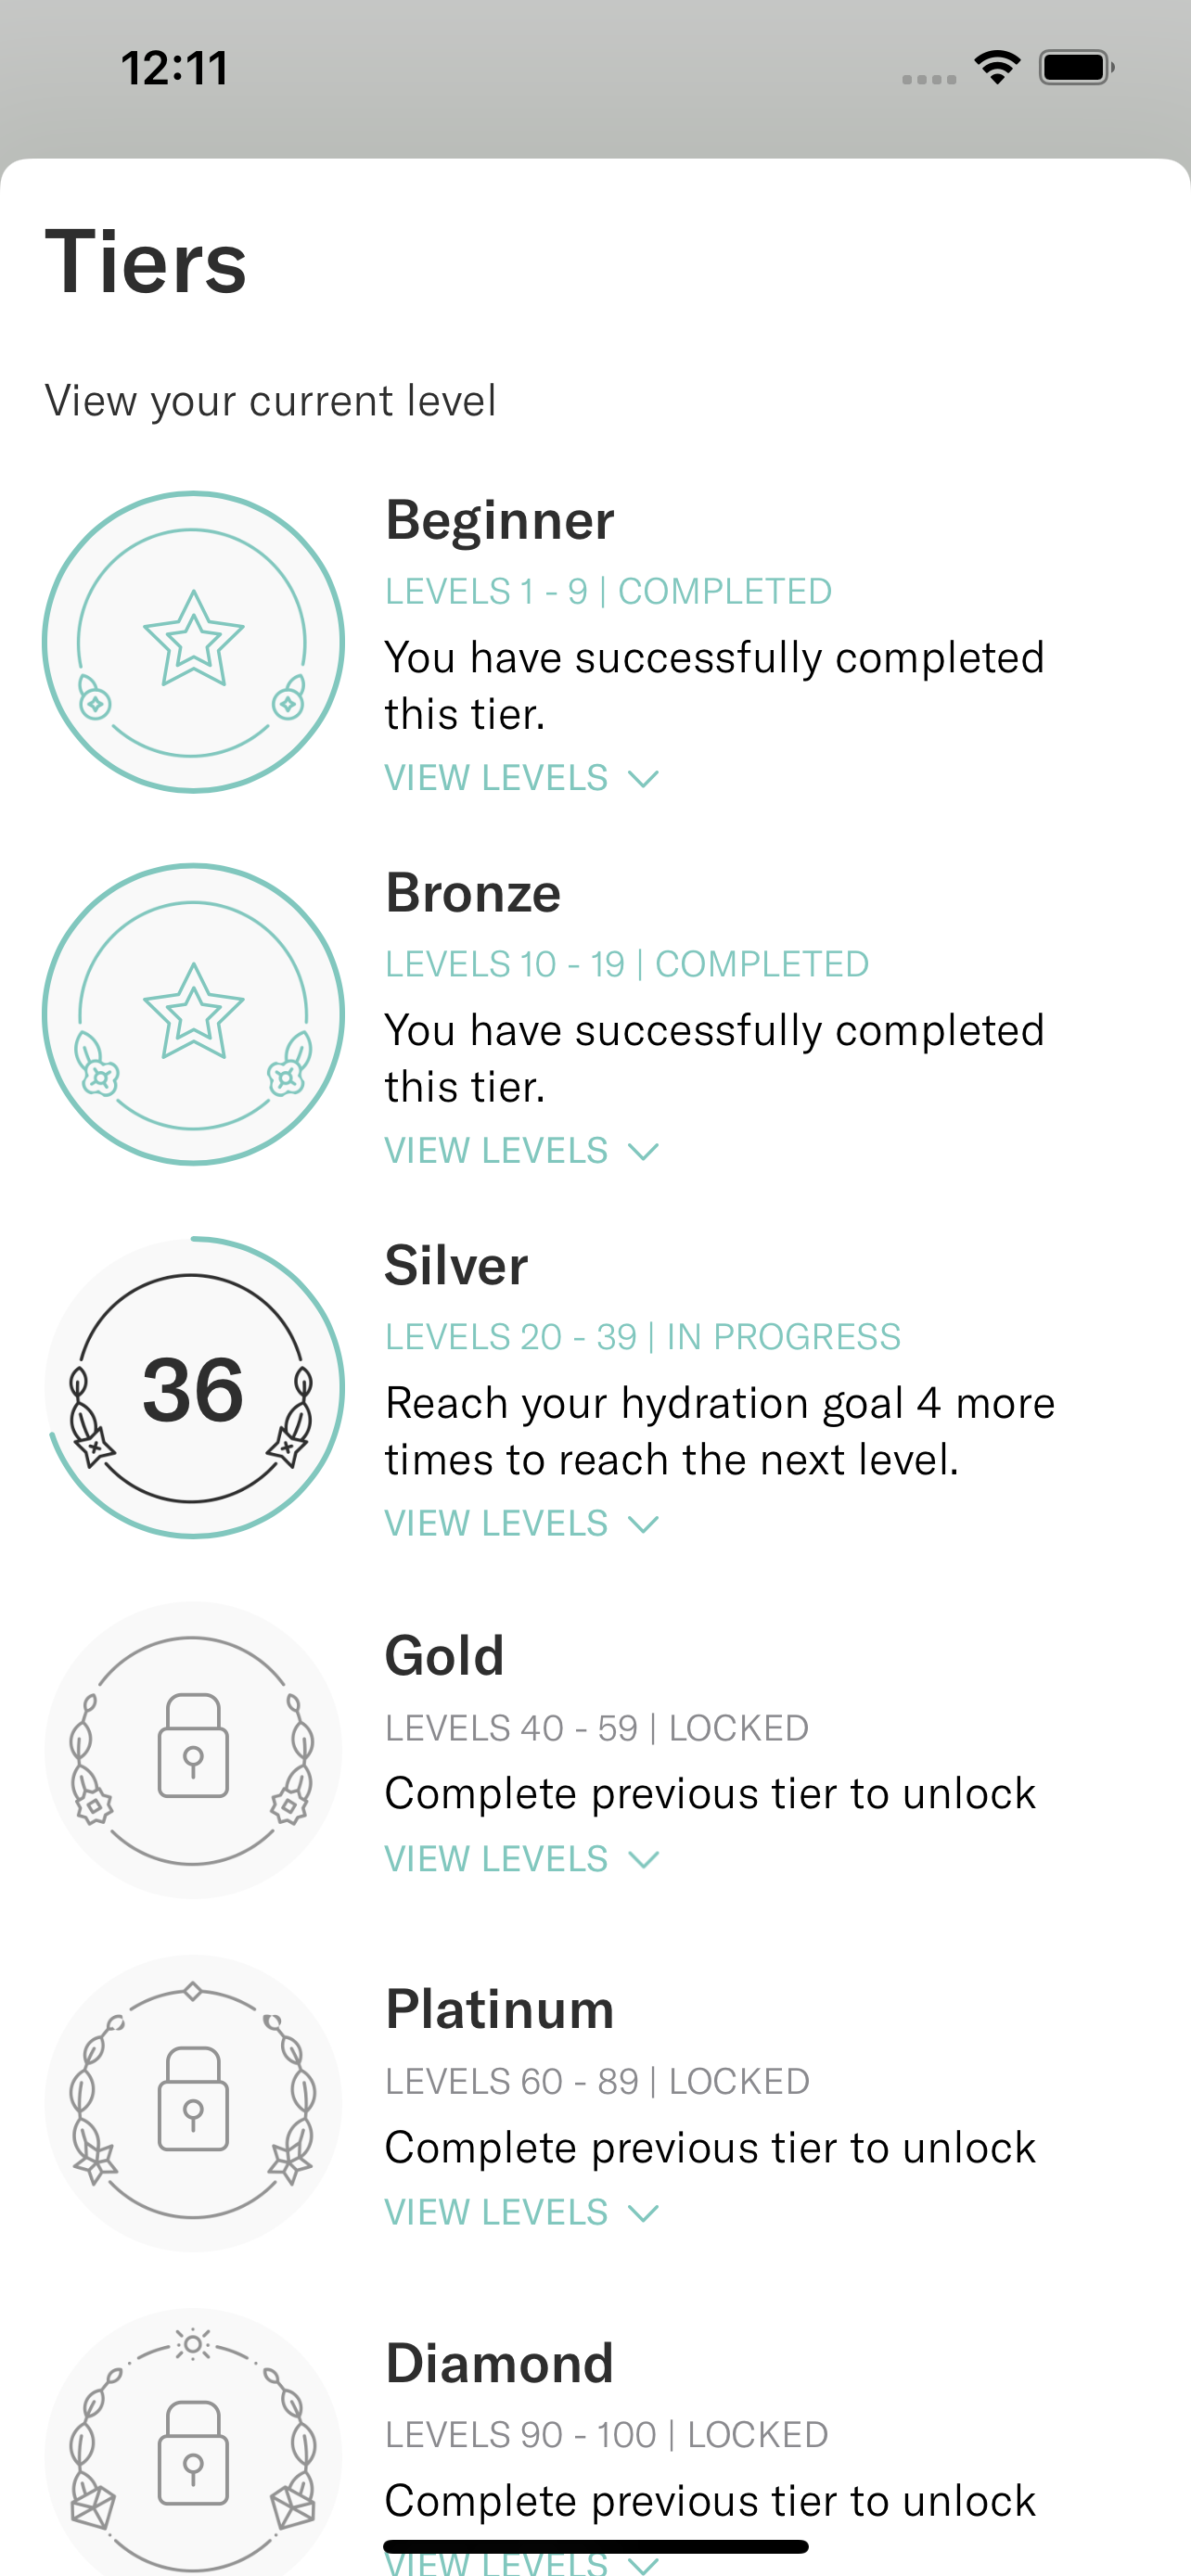 12:11
Tiers
View your current level
Beginner
LEVELS 1 - 9 | COMPLETED
You have successfully completed
this tier.
VIEW LEVELS
Bronze
LEVELS 10 - 19 | COMPLETED
You have successfully completed
this tier.
VIEW LEVELS
36
Silver
LEVELS 20 - 39 | IN PROGRESS
Reach your hydration goal 4 more
times to reach the next level.
VIEW LEVELS
Gold
LEVELS 40 - 59 | LOCKED
Complete previous tier to unlock
VIEW LEVELS
Platinum
LEVELS 60 - 89 | LOCKED
Complete previous tier to unlock
VIEW LEVELS
Diamond
LEVELS 90 - 100 | LOCKED
Complete previous tier to unlock
VIEW LEVELS